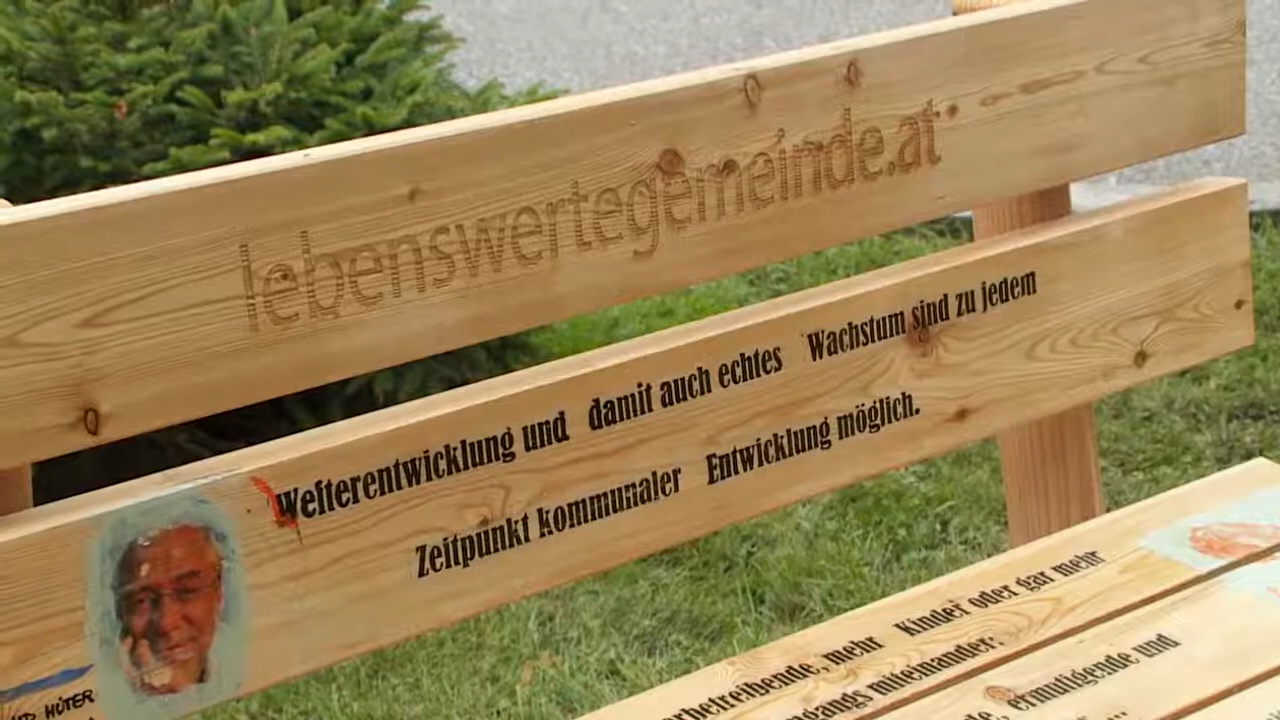 lebenswertegemeinde.at
Weiterentwicklung und damit auch echtes Wachstum sind zu jedem
Zeitpunkt kommunaler Entwicklung möglich.
HÜTER
mehr Kinder oder gar mehr
miteinander:
ermutigende und